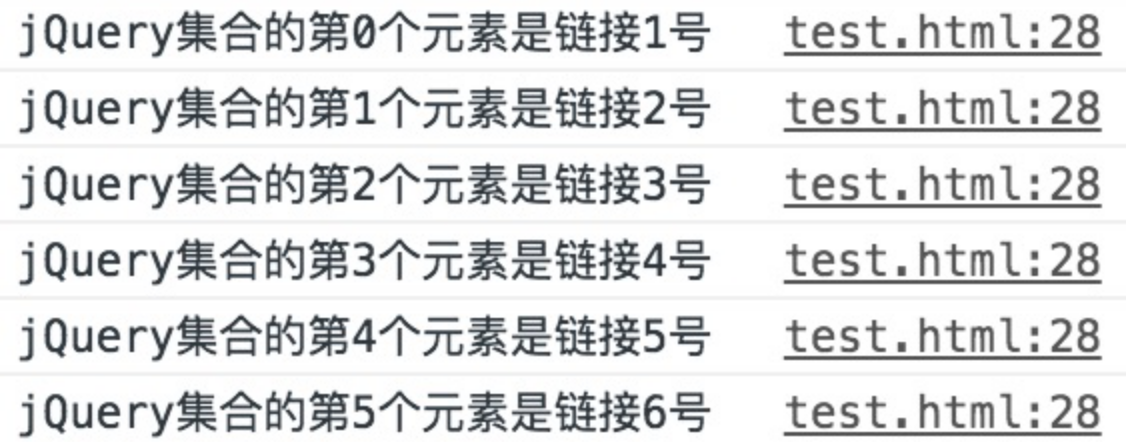 jQuery集合的第0个元素是链接1号 test.html:28
jQuery集合的第1个元素是链接2号 test.html:28
jQuery集合的第2个元素是链接3号 test.html:28
jQuery集合的第3个元素是链接4号 test.html:28
jQuery集合的第4个元素是链接5号 test.html:28
jQuery集合的第5个元素是链接6号 test.html:28